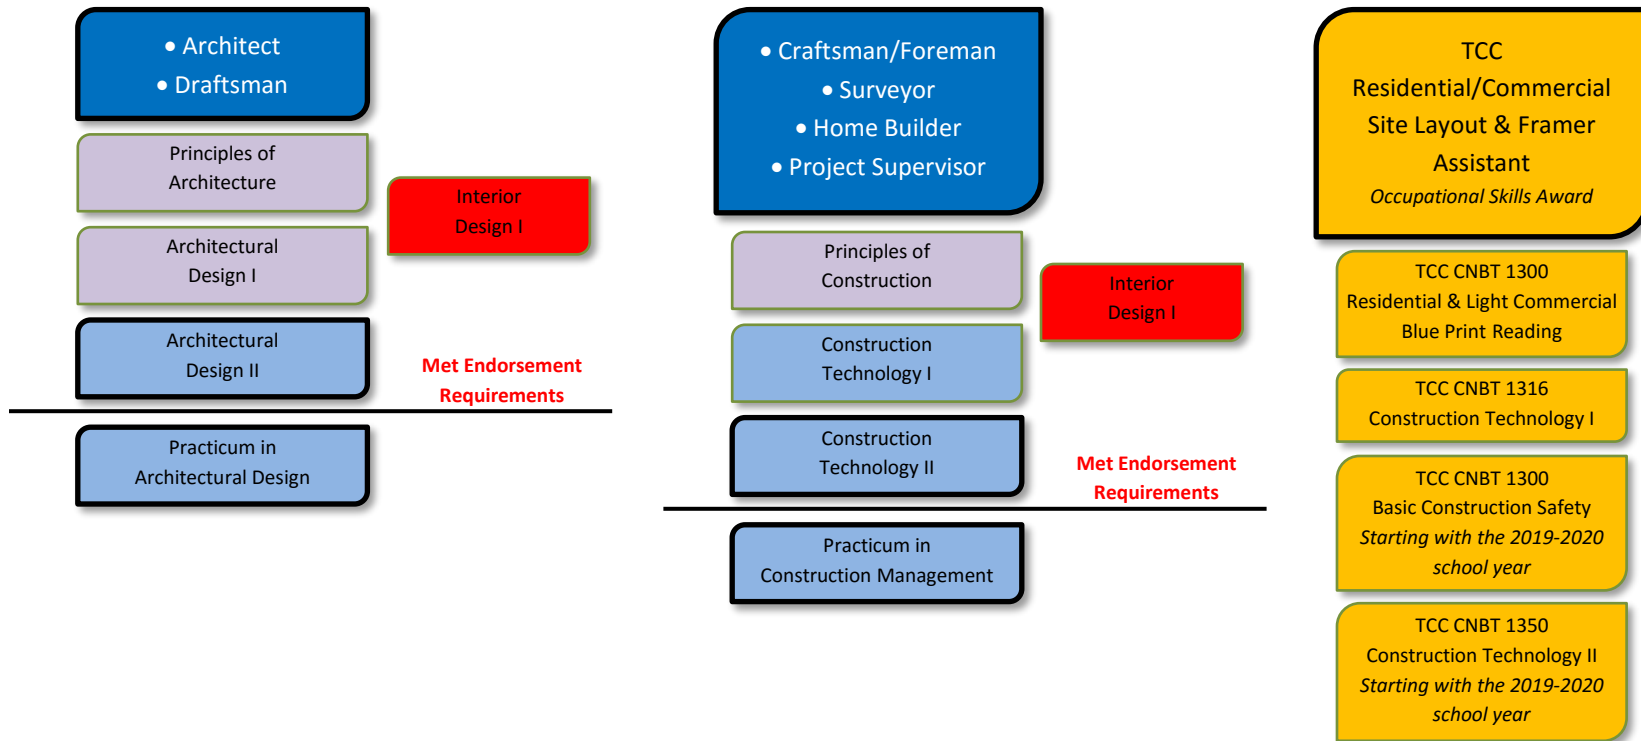 • Architect
• Draftsman
Principles of
Architecture
Architectural
Design I
Interior
Design I
Architectural
Design II
Met Endorsement
Requirements
Practicum in
Architectural Design
• Craftsman/Foreman
• Surveyor
• Home Builder
• Project Supervisor
Principles of
Construction
Interior
Design I
Construction
Technology I
Construction
Technology II
Met Endorsement
Requirements
Practicum in
Construction Management
TCC
Residential/Commercial
Site Layout & Framer
Assistant
Occupational Skills Award
TCC CNBT 1300
Residential & Light Commercial
Blue Print Reading
TCC CNBT 1316
Construction Technology I
TCC CNBT 1300
Basic Construction Safety
Starting with the 2019-2020
school year
TCC CNBT 1350
Construction Technology II
Starting with the 2019-2020
school year